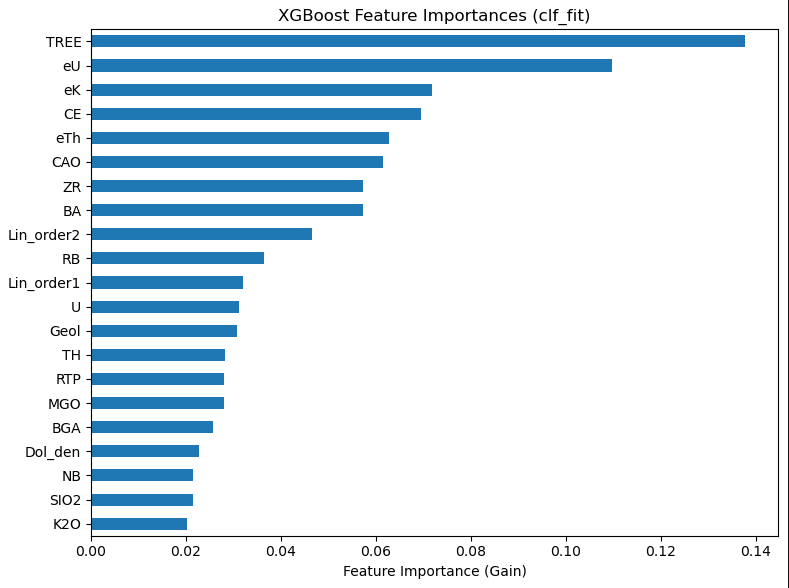 XGBoost Feature Importances (clf_fit)
TREE
eU
eK
CE
eTh
CAO
ZR
BA
Lin_order2
RB
Lin_order1
U
Geol
TH
RTP
MGO
BGA
Dol_den
NB
SIO2
K2O
0.00 0.02 0.04 0.06 0.08 0.10 0.12 0.14
Feature Importance (Gain)